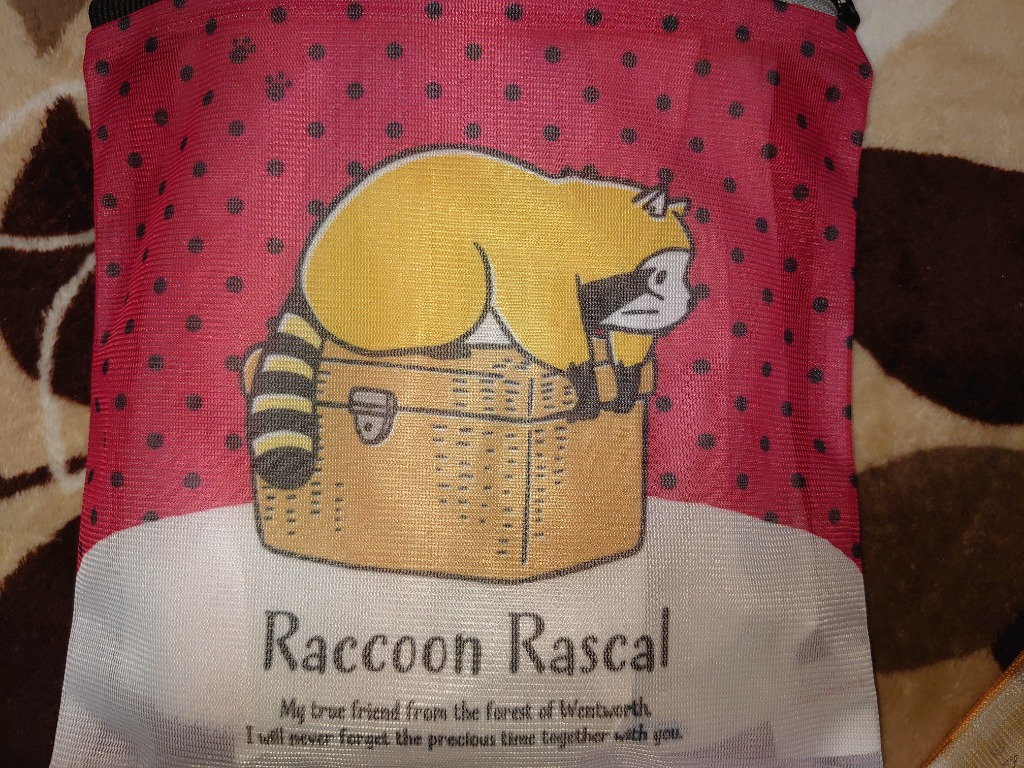 Raccoon Rascal
My true friend from the forest of Wentworth.
I will never forget the precious time together with you.